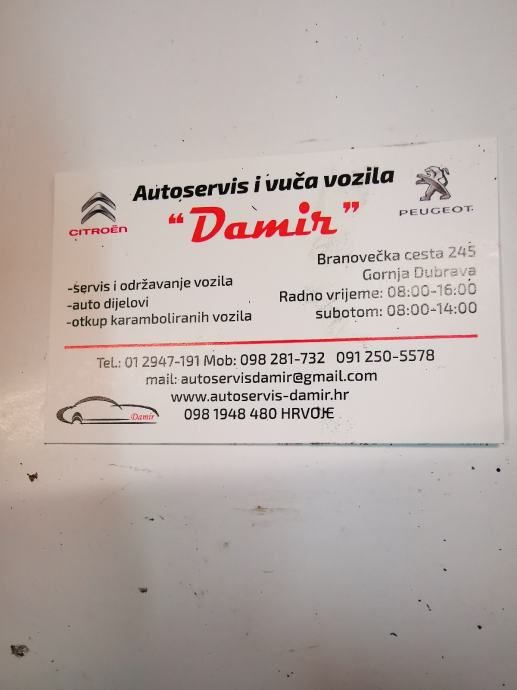 Autoservis i vuča vozila
"Damir"
CITROËN
PEUGEOT
Branovečka cesta 245
Gornja Dubrava
Radno vrijeme: 08:00-16:00
subotom: 08:00-14:00
-servis i održavanje vozila
-auto dijelovi
-otkup karamboliranih vozila
Tel.: 01 2947-191 Mob: 098 281-732 091 250-5578
mail: autoservisdamir@gmail.com
www.autoservis-damir.hr
098 1948 480 HRVOJE
Damir